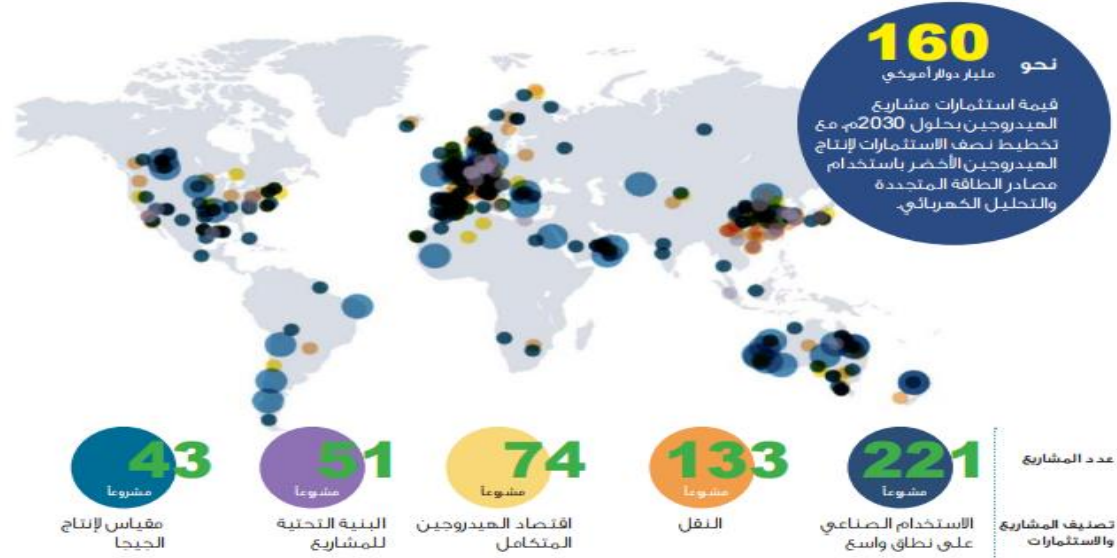 نحو 160
مليار دولار أمريكي
قيمة استثمارات مشاريع
الهيدروجين بحلول 2030م، مع
تخطيط نصف الاستثمارات لإنتاج
الهيدروجين الأخضر باستخدام
مصادر الطاقة المتجددة
والتحليل الكهربائي.
عدد المشاريع
221
مشروعاً
133
مشروعاً
74
مشروعاً
51
مشروعاً
43
مشروعاً
تصنيف المشاريع
والاستثمارات
الاستخدام الصناعي
على نطاق واسع
النقل
اقتصاد الهيدروجين
المتكامل
البنية التحتية
للمشاريع
مقياس لإنتاج
الجيجا